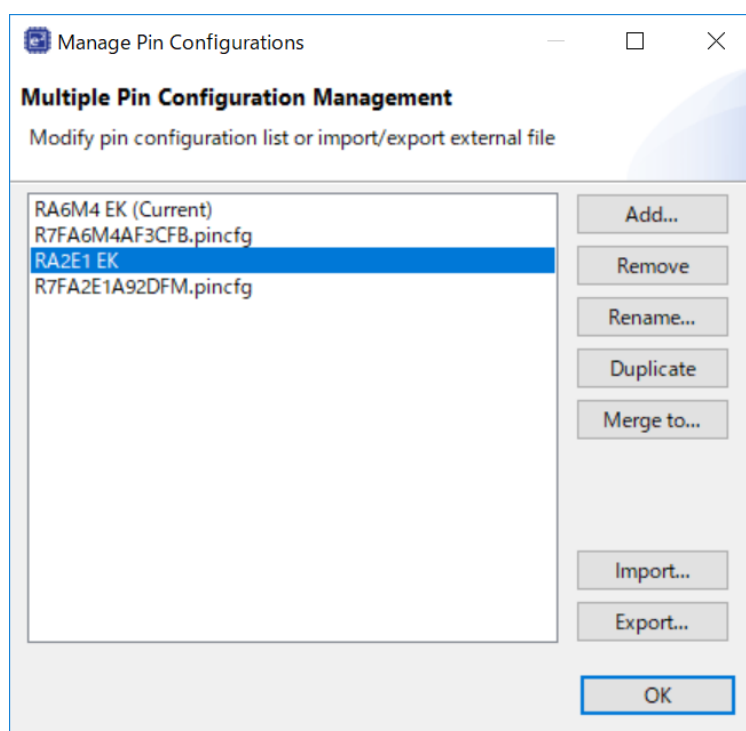 Manage Pin Configurations
Multiple Pin Configuration Management
Modify pin configuration list or import/export external file
RA6M4 EK (Current)
R7FA6M4AF3CFB.pincfg
RA2E1 EK
R7FA2E1A92DFM.pincfg
Add...
Remove
Rename...
Duplicate
Merge to...
Import...
Export...
OK